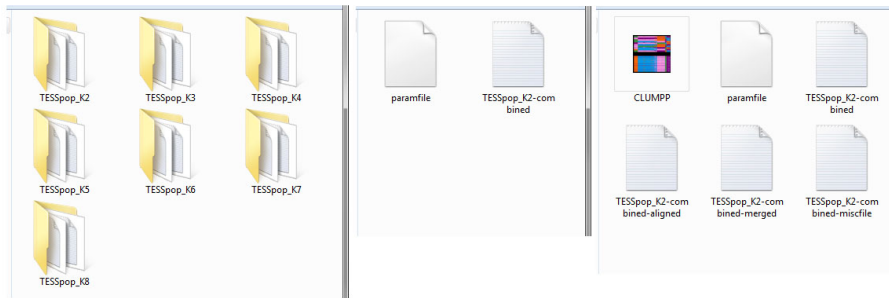 TESSpop_K2
TESSpop_K3
TESSpop_K4
TESSpop_K5
TESSpop_K6
TESSpop_K7
TESSpop_K8
paramfile
TESSpop_K2-com
bined
CLUMPP
paramfile
TESSpop_K2-com
bined
TESSpop_K2-com
bined-aligned
TESSpop_K2-com
bined-merged
TESSpop_K2-com
bined-miscfile